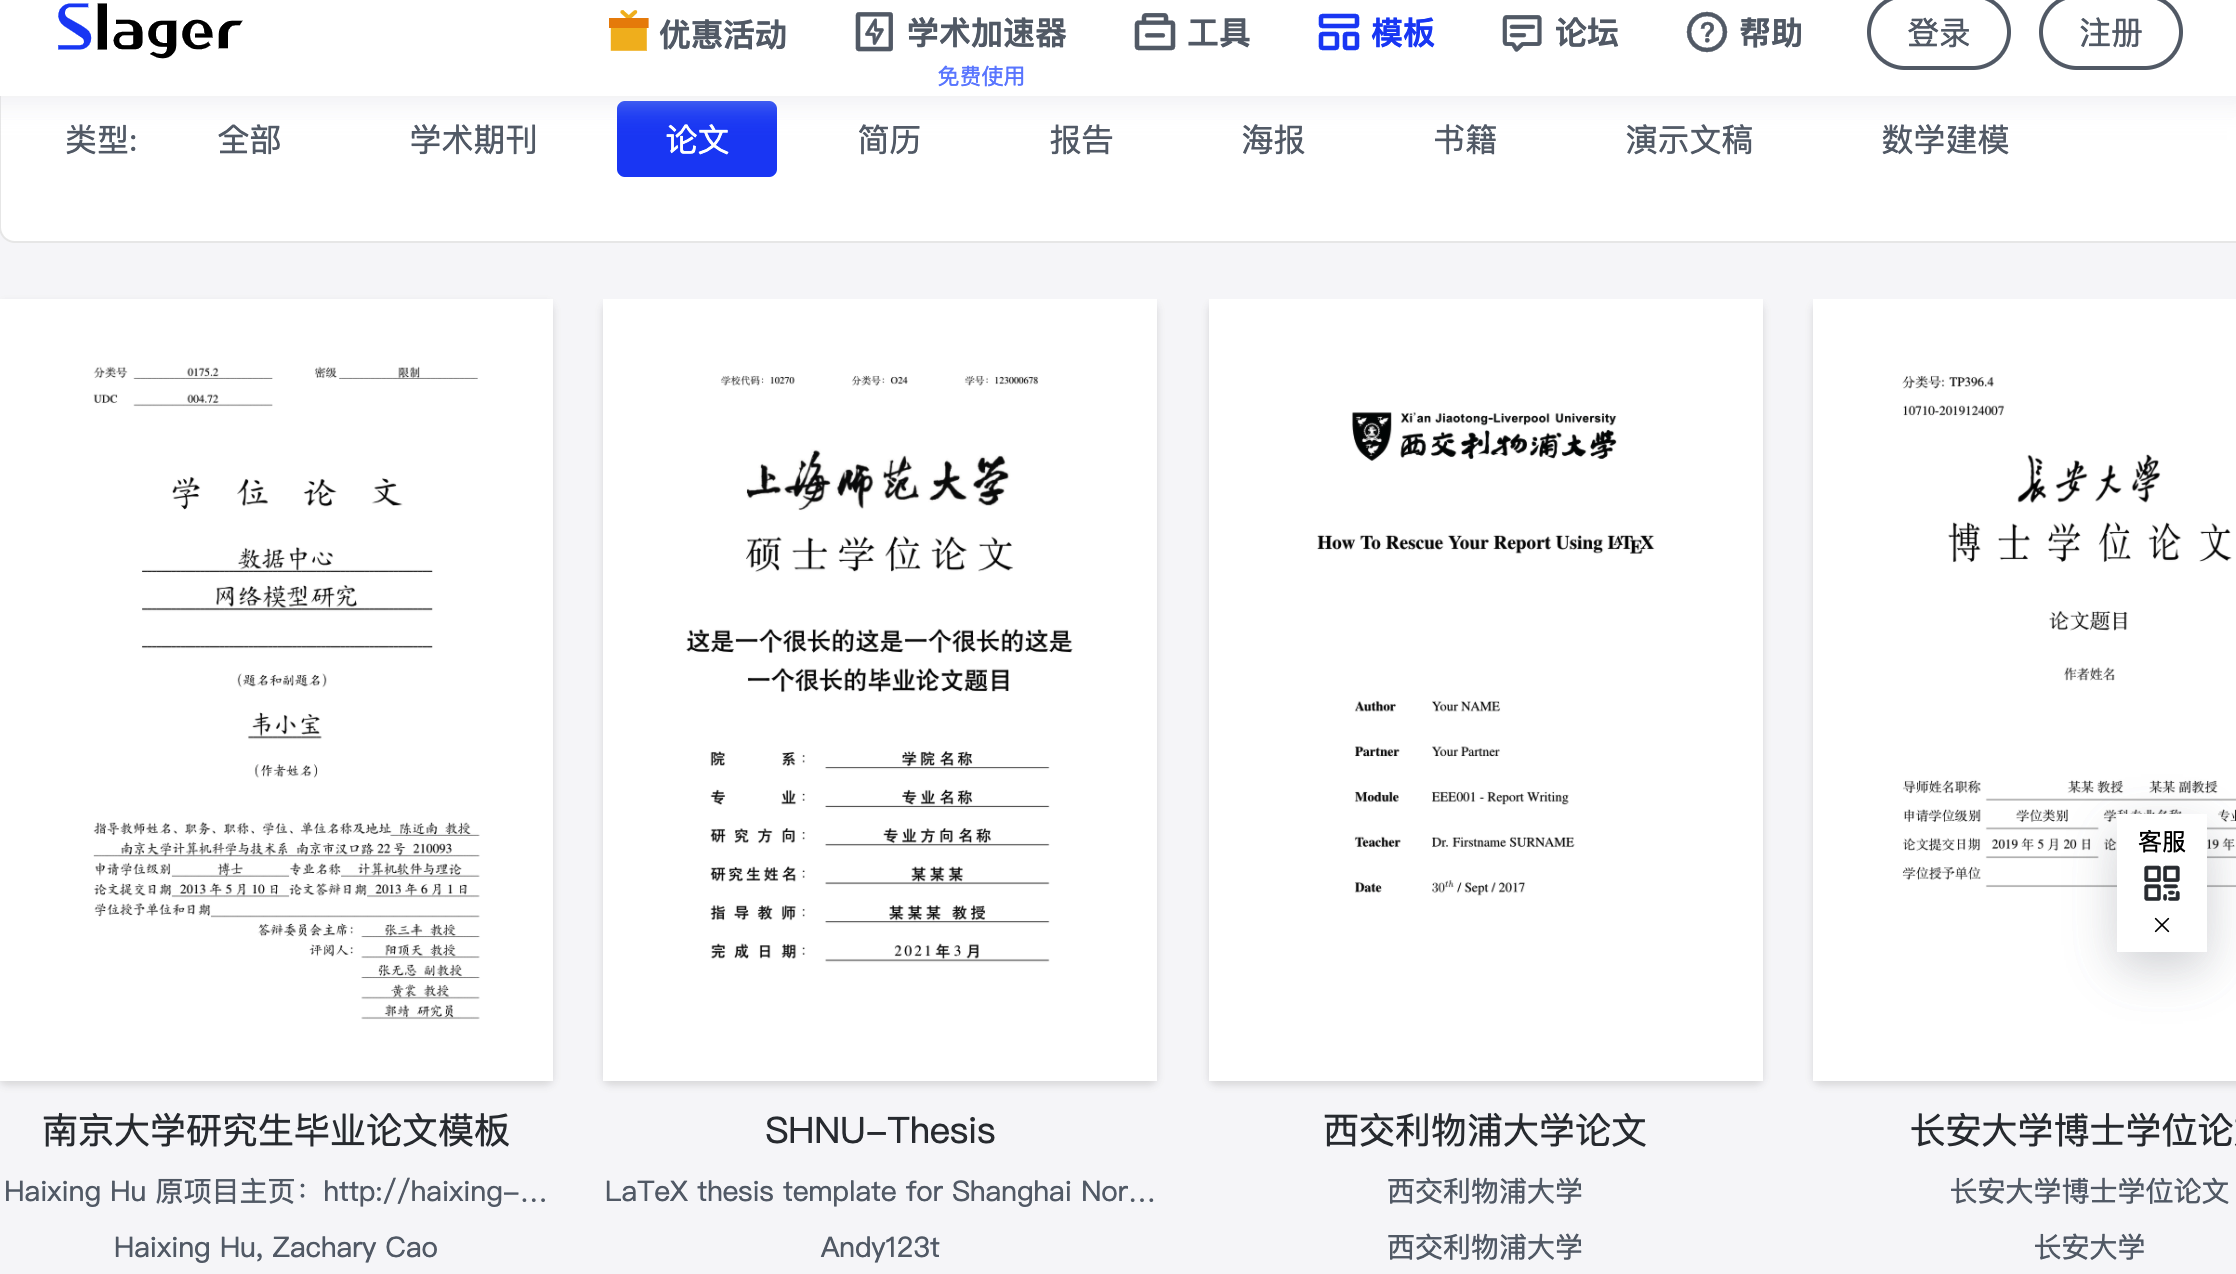 Slager
优惠活动
学术加速器
免费使用
工具
模板
论坛
帮助
登录
注册
类型:
全部
学术期刊
论文
简历
报告
海报
书籍
演示文稿
数学建模
分类号 0175.2 密级 限制
UDC 004.72
学 位 论 文
数据中心
网络模型研究
(题名和副题名)
韦小宝
(作者姓名)
指导教师姓名、职务、职称、学位、单位名称及地址 陈近南 教授
南京大学计算机科学与技术系 南京市汉口路 22 号 210093
申请学位级别 博士 专业名称 计算机软件与理论
论文提交日期 2013 年 5 月 10 日 论文答辩日期 2013 年 6 月 1 日
学位授予单位和日期
答辩委员会主席: 张三丰 教授
评阅人: 阳顶天 教授
张无忌 副教授
黄裳 教授
郭靖 研究员
南京大学研究生毕业论文模板
Haixing Hu 原项目主页：http://haixing-...
Haixing Hu, Zachary Cao
学校代码: 10270 分类号: O24 学号: 123000678
上海师范大学
硕士学位论文
这是一个很长的这是一个很长的这是
一个很长的毕业论文题目
院 系: 学院名称
专 业: 专业名称
研究方向: 专业方向名称
研究生姓名: 某某某
指导教师: 某某某 教授
完成日期: 2021年3月
SHNU-Thesis
LaTeX thesis template for Shanghai Nor...
Andy123t
Xi'an Jiaotong-Liverpool University
西交利物浦大学
How To Rescue Your Report Using LATEX
Author Your NAME
Partner Your Partner
Module EEE001 - Report Writing
Teacher Dr. Firstname SURNAME
Date 30th / Sept / 2017
西交利物浦大学论文
西交利物浦大学
西交利物浦大学
分类号: TP396.4
10710-2019124007
长安大学
博士学位论文
论文题目
作者姓名
导师姓名职称 某某 教授 某某 副教授
申请学位级别 学位类别
论文提交日期 2019 年 5 月 20 日 论 19 年
学位授予单位
客服
长安大学博士学位论
长安大学博士学位论文
长安大学